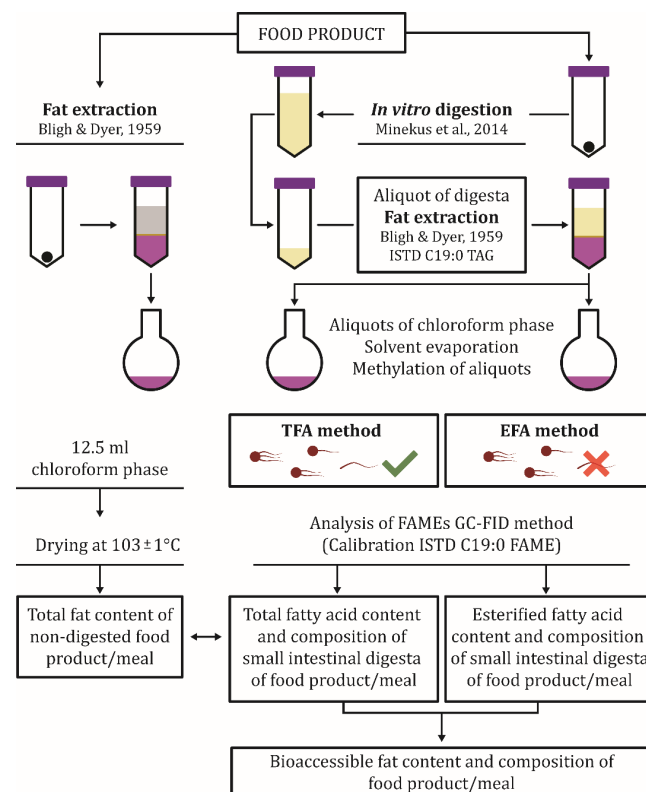 FOOD PRODUCT
Fat extraction
Bligh & Dyer, 1959
In vitro digestion
Minekus et al., 2014
Aliquot of digesta
Fat extraction
Bligh & Dyer, 1959
ISTD C19:0 TAG
Aliquots of chloroform phase
Solvent evaporation
Methylation of aliquots
TFA method
EFA method
12.5 ml
chloroform phase
Drying at 103±1°C
Analysis of FAMEs GC-FID method
(Calibration ISTD C19:0 FAME)
Total fat content of
non-digested food
product/meal
Total fatty acid content
and composition of
small intestinal digesta
of food product/meal
Esterified fatty acid
content and composition
of small intestinal digesta
of food product/meal
Bioaccessible fat content and composition of
food product/meal